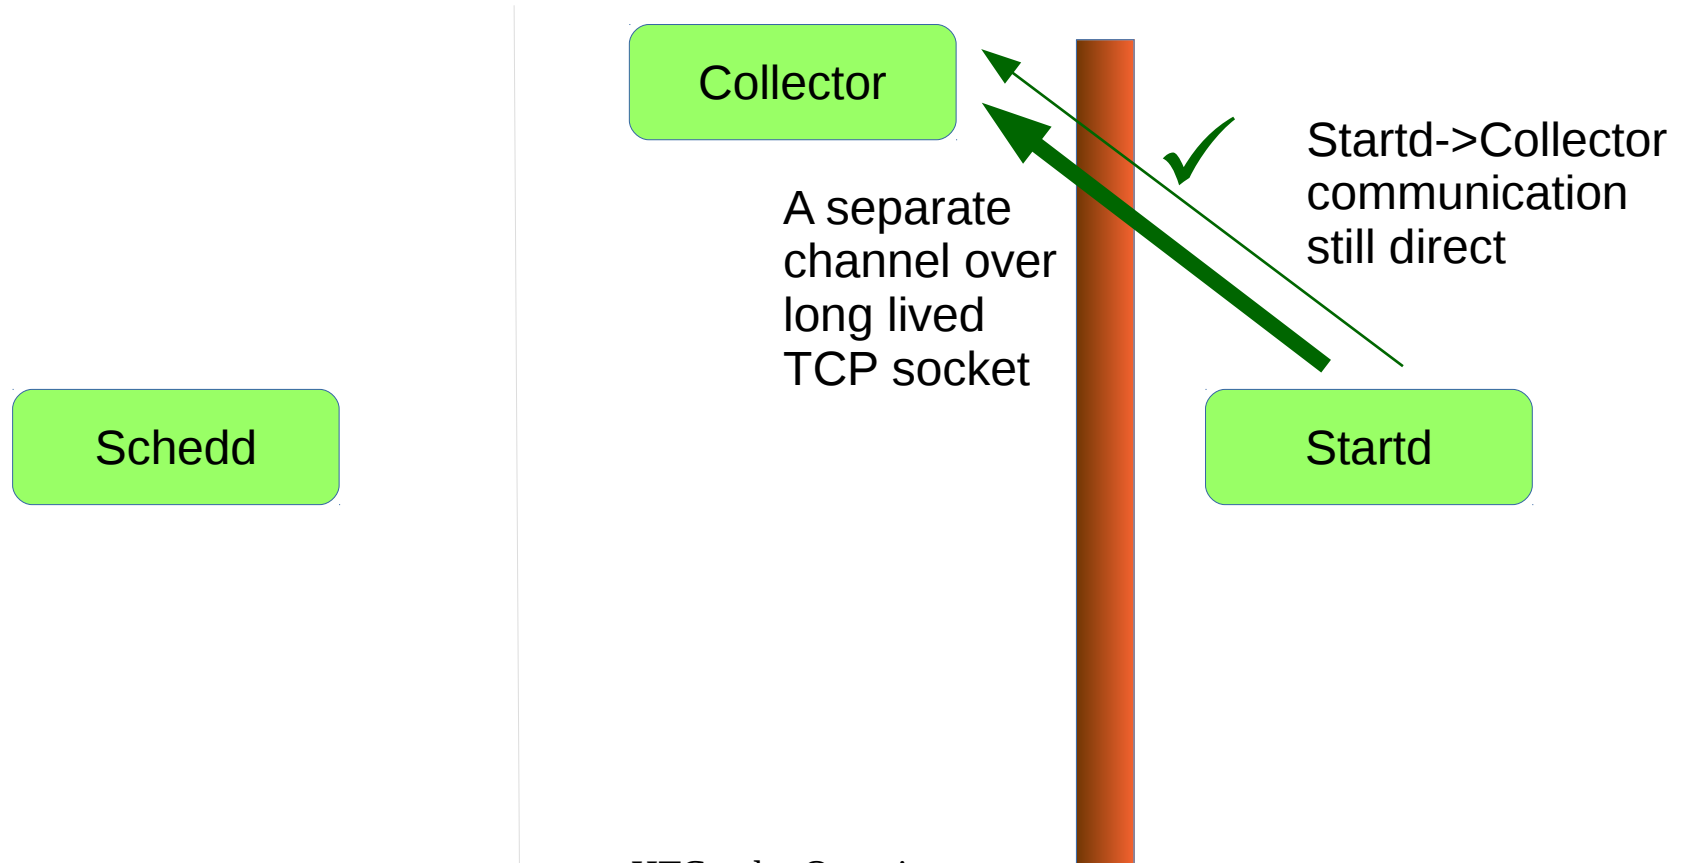 Collector
Startd->Collector
communication
still direct
A separate
channel over
long lived
TCP socket
Schedd
Startd